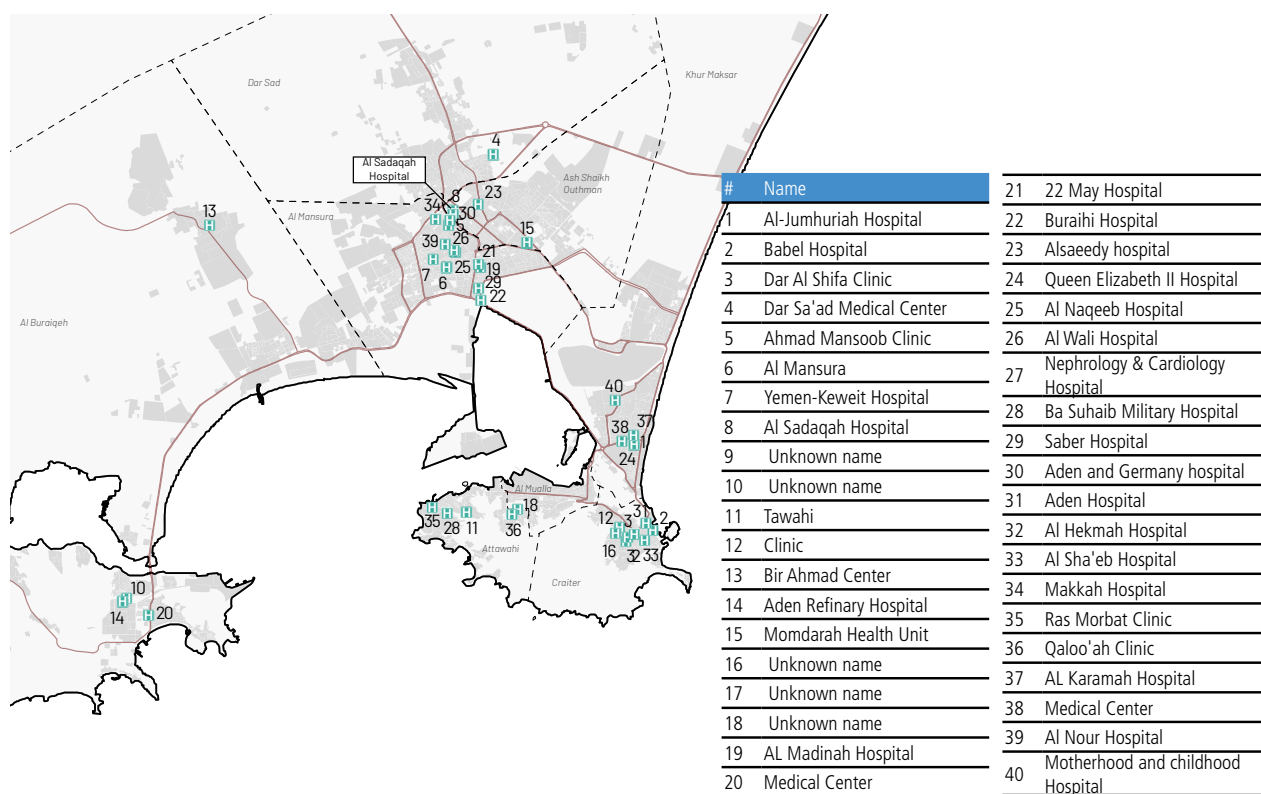 Dar Sad
Khur Maksar
4
Al Sadaqah
Hospital
Ash Shaikh
Outhman
8
23
34
30
13
Al Mansura
5
15
39
26
21
7
25
19
6
29
22
Al Buraiqeh
40
38
37
1
24
Al Mualla
9
18
35
28
11
36
12
3
31
2
Attawahi
16
32
33
Craiter
10
14
20
# Name
1 Al-Jumhuriah Hospital
2 Babel Hospital
3 Dar Al Shifa Clinic
4 Dar Sa'ad Medical Center
5 Ahmad Mansoob Clinic
6 Al Mansura
7 Yemen-Keweit Hospital
8 Al Sadaqah Hospital
9 Unknown name
10 Unknown name
11 Tawahi
12 Clinic
13 Bir Ahmad Center
14 Aden Refinary Hospital
15 Momdarah Health Unit
16 Unknown name
17 Unknown name
18 Unknown name
19 AL Madinah Hospital
20 Medical Center
21 22 May Hospital
22 Buraihi Hospital
23 Alsaeedy hospital
24 Queen Elizabeth II Hospital
25 Al Naqeeb Hospital
26 Al Wali Hospital
27 Nephrology & Cardiology
Hospital
28 Ba Suhaib Military Hospital
29 Saber Hospital
30 Aden and Germany hospital
31 Aden Hospital
32 Al Hekmah Hospital
33 Al Sha'eb Hospital
34 Makkah Hospital
35 Ras Morbat Clinic
36 Qaloo'ah Clinic
37 AL Karamah Hospital
38 Medical Center
39 Al Nour Hospital
40 Motherhood and childhood
Hospital